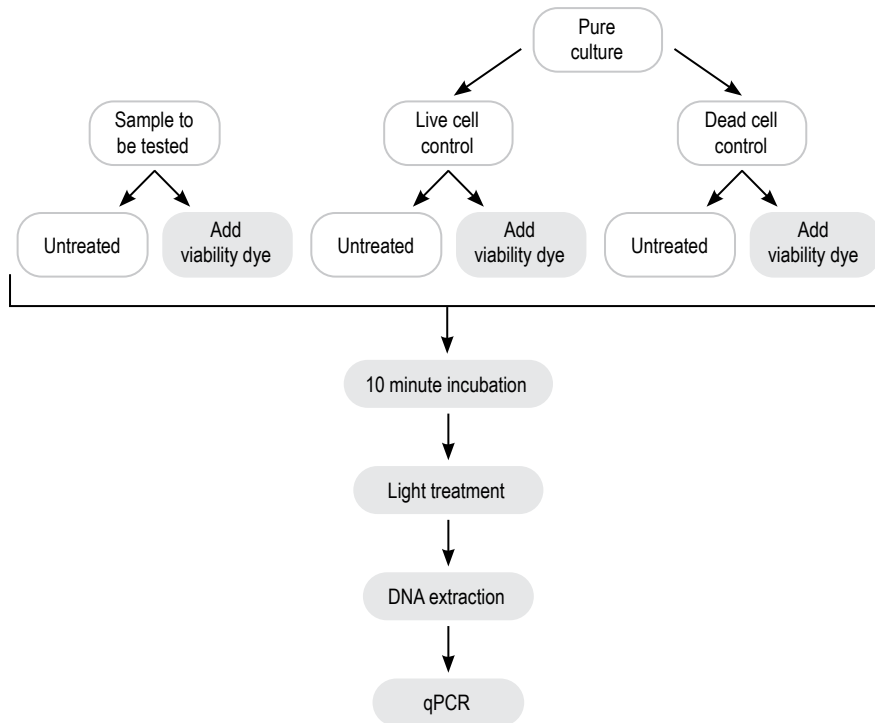 Pure
culture
Sample to
be tested
Live cell
control
Dead cell
control
Untreated
Add
viability dye
Untreated
Add
viability dye
Untreated
Add
viability dye
10 minute incubation
Light treatment
DNA extraction
qPCR